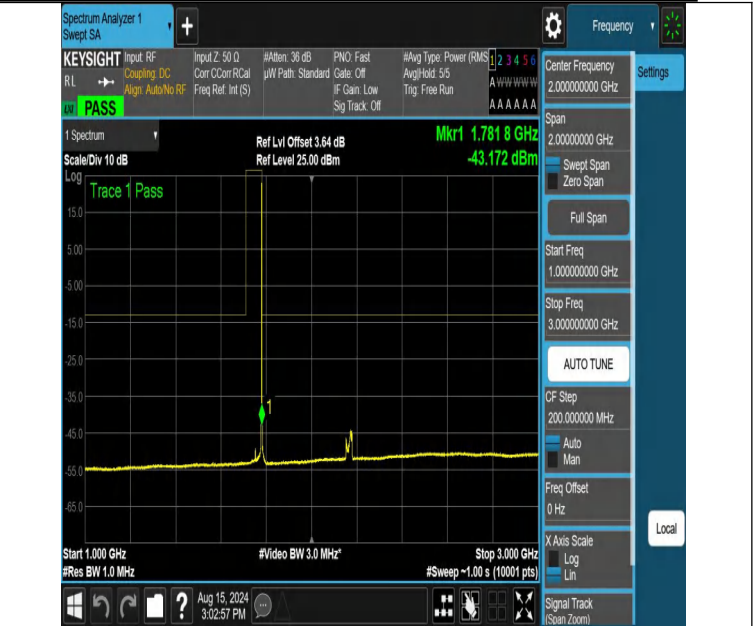 Spectrum Analyzer 1
Swept SA
+
Frequency
KEYSIGHT
RL
PASS
Input: RF
Coupling: DC
Align: Auto/No RF
Input Z: 50 Ω
Corr CCorr RCal
Freq Ref: Int (S)
#Atten: 36 dB
µW Path: Standard
PNO: Fast
Gate: Off
IF Gain: Low
Sig Track: Off
#Avg Type: Power (RMS
Avg|Hold: 5/5
Trig: Free Run
1 2 3 4 5 6
A W W W W W
A A A A A A
1 Spectrum
Scale/Div 10 dB
Ref Lvl Offset 3.64 dB
Ref Level 25.00 dBm
Mkr1 1.781 8 GHz
-43.172 dBm
Log
Trace 1 Pass
15.0
5.00
-5.00
-15.0
-25.0
-35.0
1
-45.0
-55.0
-65.0
Start 1.000 GHz
#Res BW 1.0 MHz
#Video BW 3.0 MHz*
Stop 3.000 GHz
#Sweep ~1.00 s (10001 pts)
Aug 15, 2024
3:02:57 PM
Center Frequency
2.000000000 GHz
Settings
Span
2.00000000 GHz
Swept Span
Zero Span
Full Span
Start Freq
1.000000000 GHz
Stop Freq
3.000000000 GHz
AUTO TUNE
CF Step
200.000000 MHz
Auto
Man
Freq Offset
0 Hz
X Axis Scale
Log
Lin
Local
Signal Track
(Span Zoom)